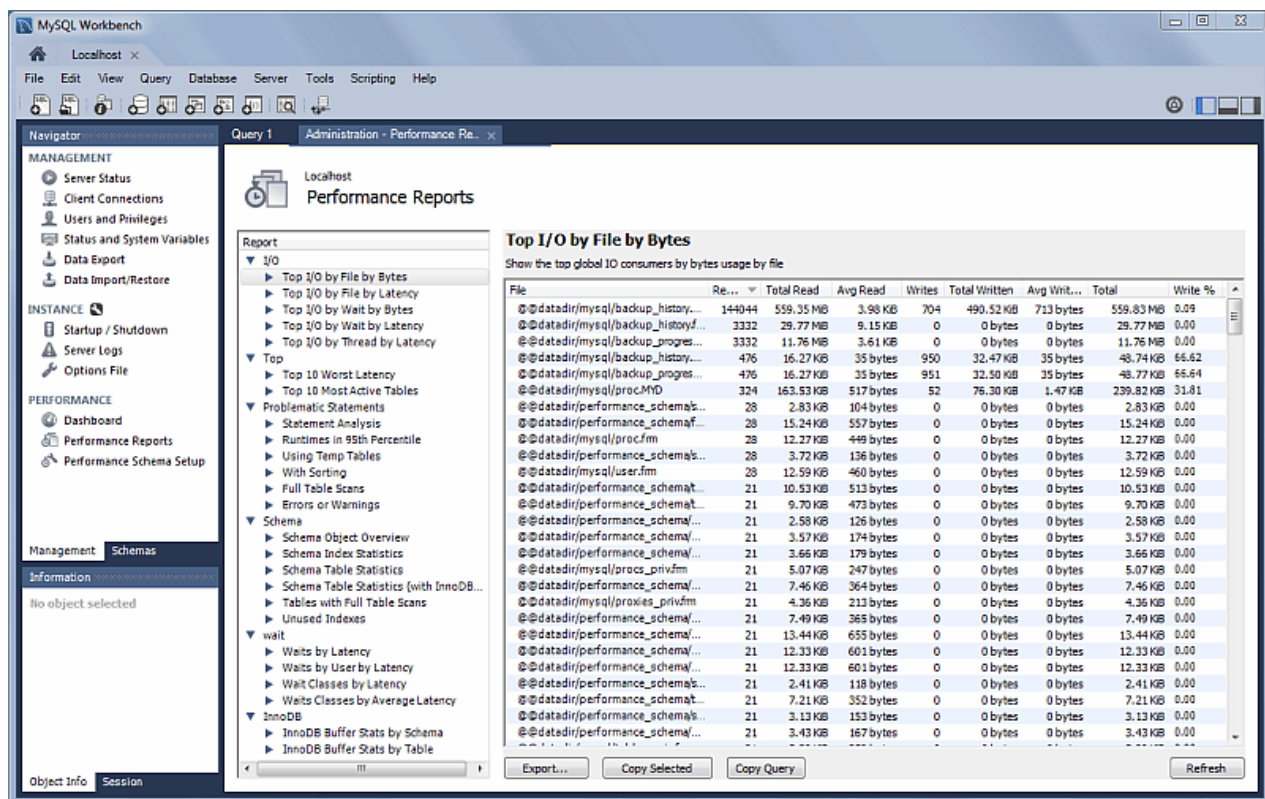 MySQL Workbench
Localhost
File Edit View Query Database Server Tools Scripting Help
Navigator
Query 1
Administration - Performance Re..
MANAGEMENT
Server Status
Client Connections
Users and Privileges
Status and System Variables
Data Export
Data Import/Restore
INSTANCE
Startup / Shutdown
Server Logs
Options File
PERFORMANCE
Dashboard
Performance Reports
Performance Schema Setup
Management Schemas
Information
No object selected
Object Info Session
Localhost
Performance Reports
Report
I/O
Top I/O by File by Bytes
Top I/O by File by Latency
Top I/O by Wait by Bytes
Top I/O by Wait by Latency
Top I/O by Thread by Latency
Top
Top 10 Worst Latency
Top 10 Most Active Tables
Problematic Statements
Statement Analysis
Runtimes in 95th Percentile
Using Temp Tables
With Sorting
Full Table Scans
Errors or Warnings
Schema
Schema Object Overview
Schema Index Statistics
Schema Table Statistics
Schema Table Statistics (with InnoDB...
Tables with Full Table Scans
Unused Indexes
wait
Waits by Latency
Waits by User by Latency
Wait Classes by Latency
Waits Classes by Average Latency
InnoDB
InnoDB Buffer Stats by Schema
InnoDB Buffer Stats by Table
Top I/O by File by Bytes
Show the top global IO consumers by bytes usage by file
File Re... Total Read Avg Read Writes Total Written Avg Writ... Total Write %
@@datadir/mysql/backup_history.... 144044 559.35 MiB 3.98 KiB 704 490.52 KiB 713 bytes 559.83 MiB 0.09
@@datadir/mysql/backup_history.f... 3332 29.77 MiB 9.15 KiB 0 0 bytes 0 bytes 29.77 MiB 0.00
@@datadir/mysql/backup_progres... 3332 11.76 MiB 3.61 KiB 0 0 bytes 0 bytes 11.76 MiB 0.00
@@datadir/mysql/backup_history.... 476 16.27 KiB 35 bytes 950 32.47 KiB 35 bytes 48.74 KiB 66.62
@@datadir/mysql/backup_progres... 476 16.27 KiB 35 bytes 951 32.50 KiB 35 bytes 48.77 KiB 66.64
@@datadir/mysql/proc.MYD 324 163.53 KiB 517 bytes 52 76.30 KiB 1.47 KiB 239.82 KiB 31.81
@@datadir/performance_schema/s... 28 2.83 KiB 104 bytes 0 0 bytes 0 bytes 2.83 KiB 0.00
@@datadir/performance_schema/f... 28 15.24 KiB 557 bytes 0 0 bytes 0 bytes 15.24 KiB 0.00
@@datadir/mysql/proc.frm 28 12.27 KiB 449 bytes 0 0 bytes 0 bytes 12.27 KiB 0.00
@@datadir/performance_schema/s... 28 3.72 KiB 136 bytes 0 0 bytes 0 bytes 3.72 KiB 0.00
@@datadir/mysql/user.frm 28 12.59 KiB 460 bytes 0 0 bytes 0 bytes 12.59 KiB 0.00
@@datadir/performance_schema/t... 21 10.53 KiB 513 bytes 0 0 bytes 0 bytes 10.53 KiB 0.00
@@datadir/performance_schema/t... 21 9.70 KiB 473 bytes 0 0 bytes 0 bytes 9.70 KiB 0.00
@@datadir/performance_schema/... 21 2.58 KiB 126 bytes 0 0 bytes 0 bytes 2.58 KiB 0.00
@@datadir/performance_schema/... 21 3.57 KiB 174 bytes 0 0 bytes 0 bytes 3.57 KiB 0.00
@@datadir/performance_schema/... 21 3.66 KiB 179 bytes 0 0 bytes 0 bytes 3.66 KiB 0.00
@@datadir/mysql/procs_priv.frm 21 5.07 KiB 247 bytes 0 0 bytes 0 bytes 5.07 KiB 0.00
@@datadir/performance_schema/... 21 7.46 KiB 364 bytes 0 0 bytes 0 bytes 7.46 KiB 0.00
@@datadir/mysql/proxies_priv.frm 21 4.36 KiB 213 bytes 0 0 bytes 0 bytes 4.36 KiB 0.00
@@datadir/performance_schema/... 21 7.49 KiB 365 bytes 0 0 bytes 0 bytes 7.49 KiB 0.00
@@datadir/performance_schema/... 21 13.44 KiB 655 bytes 0 0 bytes 0 bytes 13.44 KiB 0.00
@@datadir/performance_schema/... 21 12.33 KiB 601 bytes 0 0 bytes 0 bytes 12.33 KiB 0.00
@@datadir/performance_schema/... 21 12.33 KiB 601 bytes 0 0 bytes 0 bytes 12.33 KiB 0.00
@@datadir/performance_schema/s... 21 2.41 KiB 118 bytes 0 0 bytes 0 bytes 2.41 KiB 0.00
@@datadir/performance_schema/t... 21 7.21 KiB 352 bytes 0 0 bytes 0 bytes 7.21 KiB 0.00
@@datadir/performance_schema/s... 21 3.13 KiB 153 bytes 0 0 bytes 0 bytes 3.13 KiB 0.00
@@datadir/performance_schema/... 21 3.43 KiB 167 bytes 0 0 bytes 0 bytes 3.43 KiB 0.00
Export... Copy Selected Copy Query Refresh